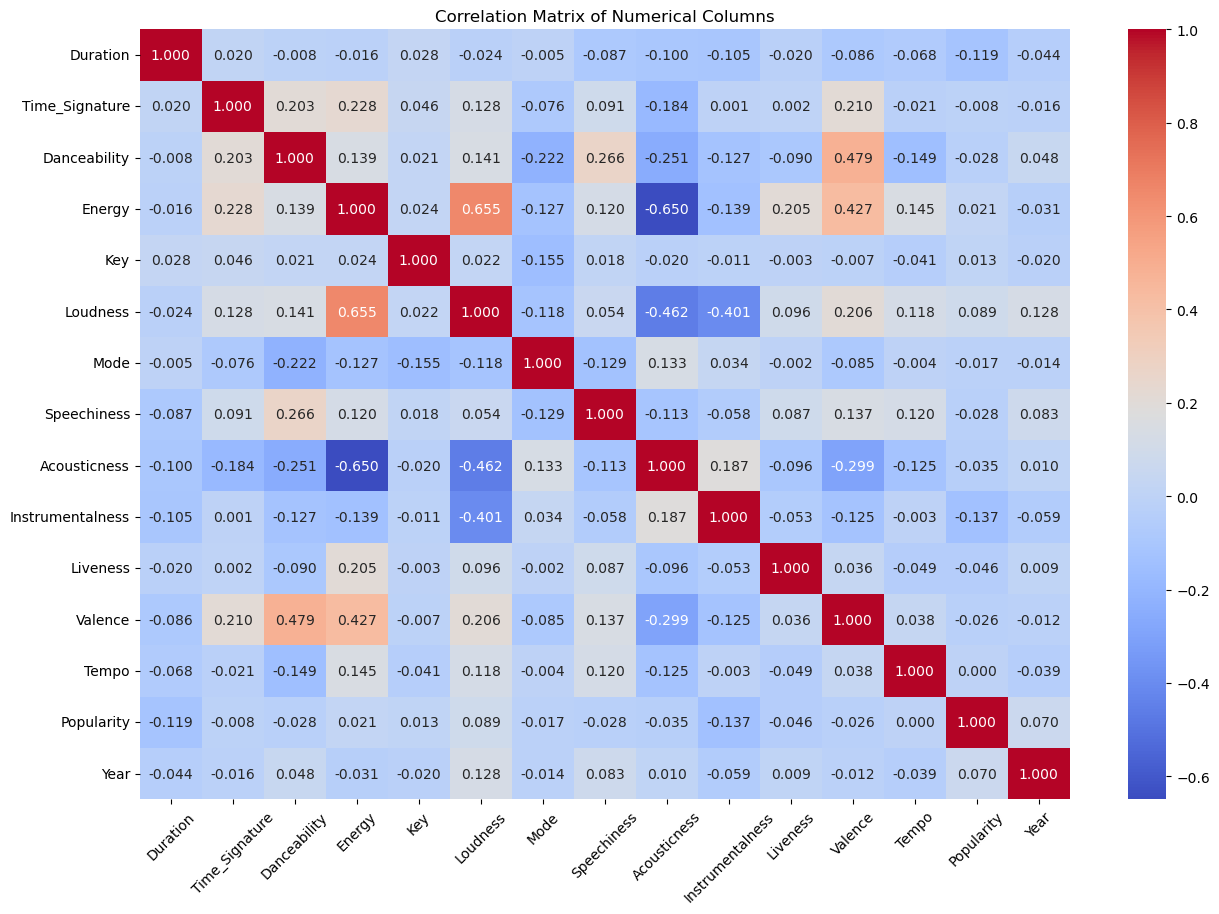 Correlation Matrix of Numerical Columns
Duration 1.000 0.020 -0.008 -0.016 0.028 -0.024 -0.005 -0.087 -0.100 -0.105 -0.020 -0.086 -0.068 -0.119 -0.044
Time_Signature 0.020 1.000 0.203 0.228 0.046 0.128 -0.076 0.091 -0.184 0.001 0.002 0.210 -0.021 -0.008 -0.016
Danceability -0.008 0.203 1.000 0.139 0.021 0.141 -0.222 0.266 -0.251 -0.127 -0.090 0.479 -0.149 -0.028 0.048
Energy -0.016 0.228 0.139 1.000 0.024 0.655 -0.127 0.120 -0.650 -0.139 0.205 0.427 0.145 0.021 -0.031
Key 0.028 0.046 0.021 0.024 1.000 0.022 -0.155 0.018 -0.020 -0.011 -0.003 -0.007 -0.041 0.013 -0.020
Loudness -0.024 0.128 0.141 0.655 0.022 1.000 -0.118 0.054 -0.462 -0.401 0.096 0.206 0.118 0.089 0.128
Mode -0.005 -0.076 -0.222 -0.127 -0.155 -0.118 1.000 -0.129 0.133 0.034 -0.002 -0.085 -0.004 -0.017 -0.014
Speechiness -0.087 0.091 0.266 0.120 0.018 0.054 -0.129 1.000 -0.113 -0.058 0.087 0.137 0.120 -0.028 0.083
Acousticness -0.100 -0.184 -0.251 -0.650 -0.020 -0.462 0.133 -0.113 1.000 0.187 -0.096 -0.299 -0.125 -0.035 0.010
Instrumentalness -0.105 0.001 -0.127 -0.139 -0.011 -0.401 0.034 -0.058 0.187 1.000 -0.053 -0.125 -0.003 -0.137 -0.059
Liveness -0.020 0.002 -0.090 0.205 -0.003 0.096 -0.002 0.087 -0.096 -0.053 1.000 0.036 -0.049 -0.046 0.009
Valence -0.086 0.210 0.479 0.427 -0.007 0.206 -0.085 0.137 -0.299 -0.125 0.036 1.000 0.038 -0.026 -0.012
Tempo -0.068 -0.021 -0.149 0.145 -0.041 0.118 -0.004 0.120 -0.125 -0.003 -0.049 0.038 1.000 0.000 -0.039
Popularity -0.119 -0.008 -0.028 0.021 0.013 0.089 -0.017 -0.028 -0.035 -0.137 -0.046 -0.026 0.000 1.000 0.070
Year -0.044 -0.016 0.048 -0.031 -0.020 0.128 -0.014 0.083 0.010 -0.059 0.009 -0.012 -0.039 0.070 1.000
Duration Time_Signature Danceability Energy Key Loudness Mode Speechiness Acousticness Instrumentalness Liveness Valence Tempo Popularity Year
1.0
0.8
0.6
0.4
0.2
0.0
−0.2
−0.4
−0.6